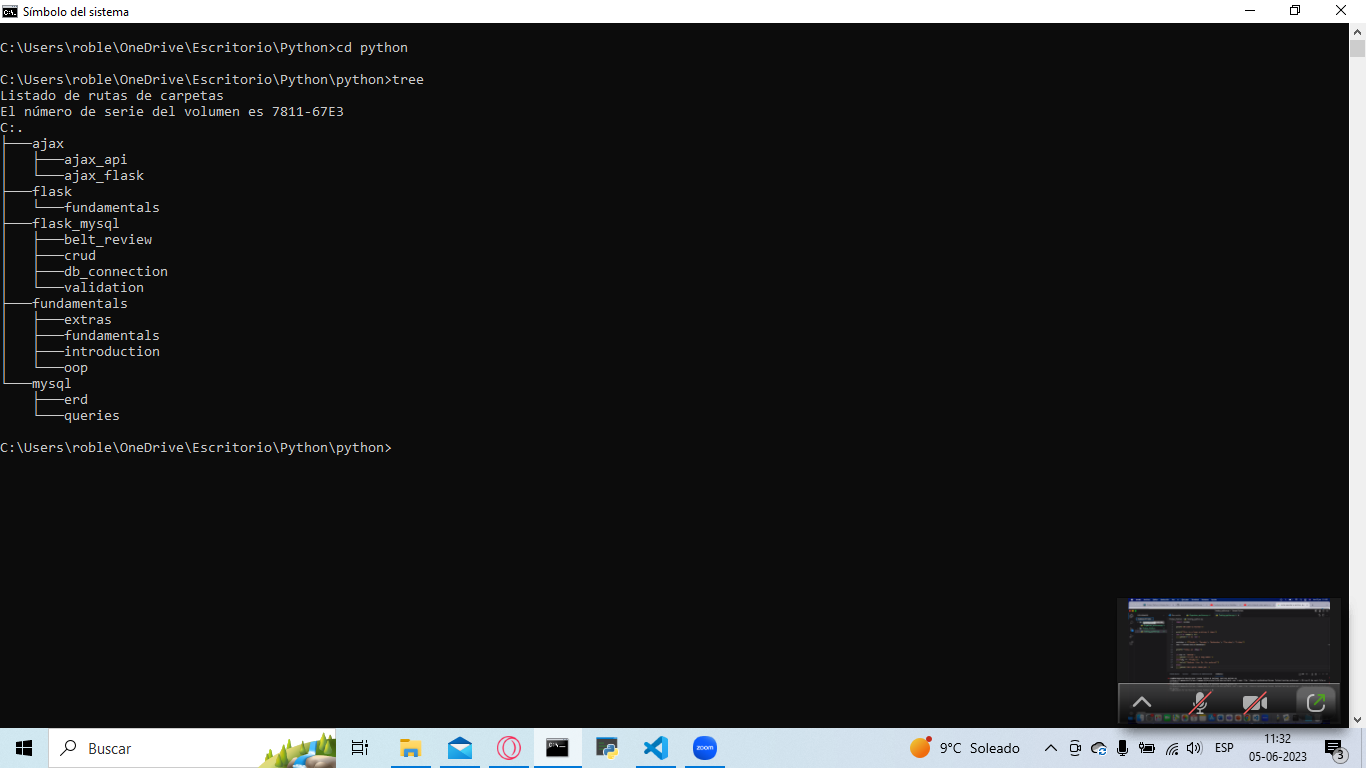 Símbolo del sistema
C:\Users\roble\OneDrive\Escritorio\Python>cd python
C:\Users\roble\OneDrive\Escritorio\Python\python>tree
Listado de rutas de carpetas
El número de serie del volumen es 7811-67E3
C:.
├───ajax
│   ├───ajax_api
│   └───ajax_flask
├───flask
│   └───fundamentals
├───flask_mysql
│   ├───belt_review
│   ├───crud
│   ├───db_connection
│   └───validation
├───fundamentals
│   ├───extras
│   ├───fundamentals
│   ├───introduction
│   └───oop
└───mysql
    ├───erd
    └───queries
C:\Users\roble\OneDrive\Escritorio\Python\python>
Buscar
zoom
9°C Soleado
ESP
11:32
05-06-2023
3